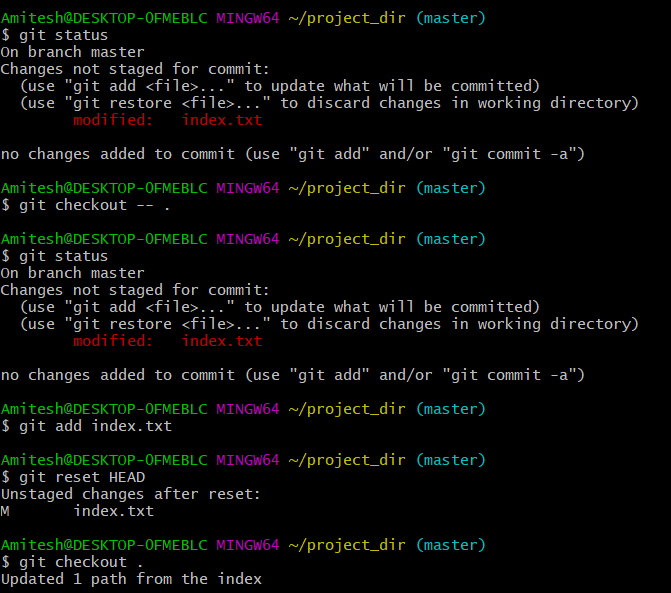 Amitesh@DESKTOP-OFMEBLC MINGW64 ~/project_dir (master)
$ git status
On branch master
Changes not staged for commit:
  (use "git add <file>..." to update what will be committed)
  (use "git restore <file>..." to discard changes in working directory)
        modified:   index.txt

no changes added to commit (use "git add" and/or "git commit -a")

Amitesh@DESKTOP-OFMEBLC MINGW64 ~/project_dir (master)
$ git checkout -- .

Amitesh@DESKTOP-OFMEBLC MINGW64 ~/project_dir (master)
$ git status
On branch master
Changes not staged for commit:
  (use "git add <file>..." to update what will be committed)
  (use "git restore <file>..." to discard changes in working directory)
        modified:   index.txt

no changes added to commit (use "git add" and/or "git commit -a")

Amitesh@DESKTOP-OFMEBLC MINGW64 ~/project_dir (master)
$ git add index.txt

Amitesh@DESKTOP-OFMEBLC MINGW64 ~/project_dir (master)
$ git reset HEAD
Unstaged changes after reset:
M       index.txt

Amitesh@DESKTOP-OFMEBLC MINGW64 ~/project_dir (master)
$ git checkout .
Updated 1 path from the index